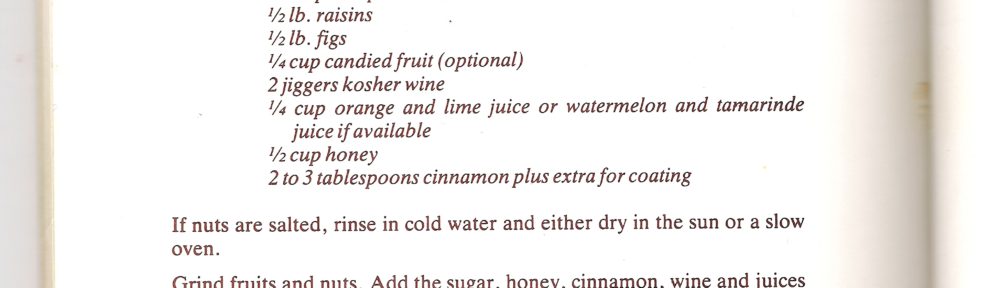 ½ lb. raisins
½ lb. figs
¼ cup candied fruit (optional)
2 jiggers kosher wine
¼ cup orange and lime juice or watermelon and tamarinde
juice if available
½ cup honey
2 to 3 tablespoons cinnamon plus extra for coating
If nuts are salted, rinse in cold water and either dry in the sun or a slow
oven.
Grind fruits and nuts. Add the sugar, honey, cinnamon, wine and juices